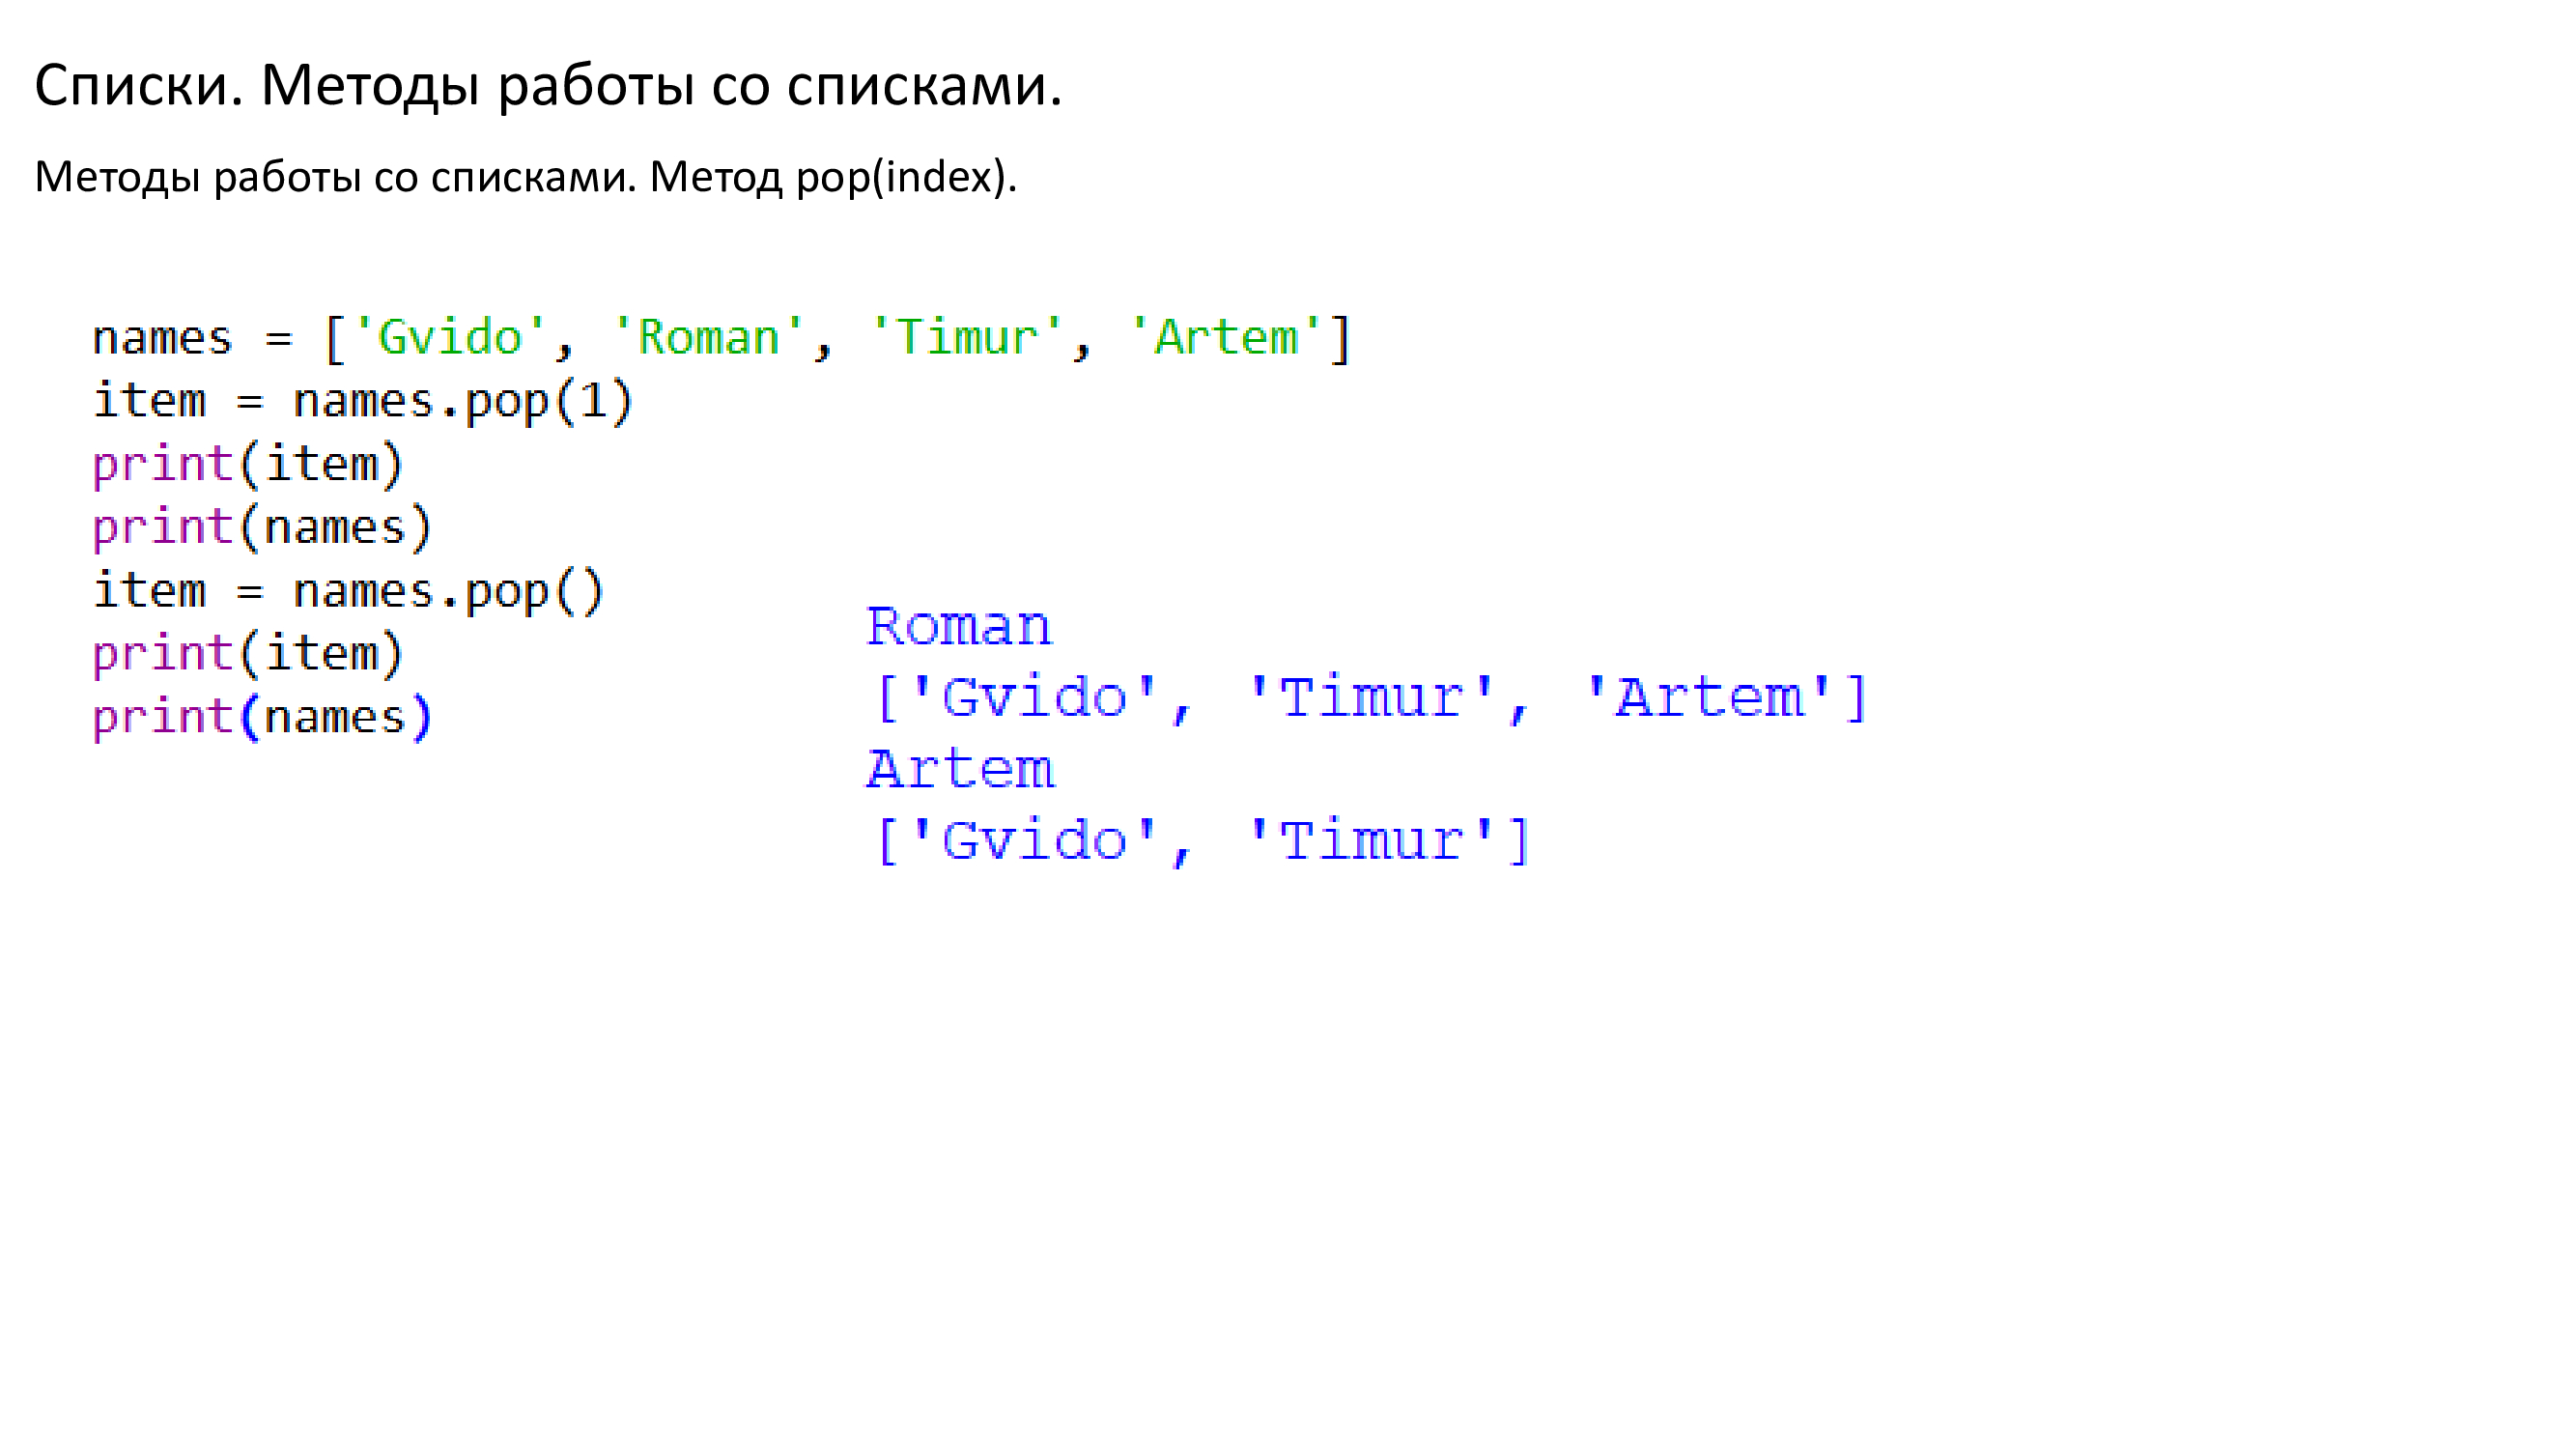 Списки. Методы работы со списками.
Методы работы со списками. Метод pop(index).
names = ['Gvido', 'Roman', 'Timur', 'Artem']
item = names.pop(1)
print(item)
print(names)
item = names.pop()
print(item)
print(names)
Roman
['Gvido', 'Timur', 'Artem']
Artem
['Gvido', 'Timur']